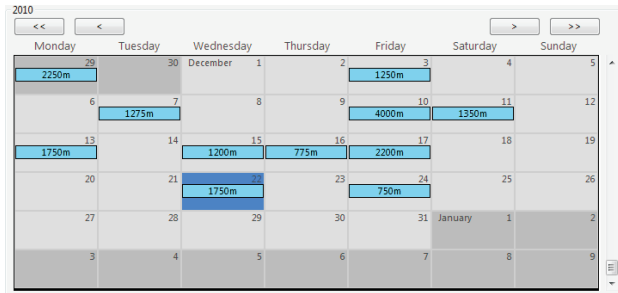 2010
<< < > >>
Monday Tuesday Wednesday Thursday Friday Saturday Sunday
29 30 December 1 2 3 4 5
2250m 1250m
6 7 8 9 10 11 12
1275m 4000m 1350m
13 14 15 16 17 18 19
1750m 1200m 775m 2200m
20 21 22 23 24 25 26
1750m 750m
27 28 29 30 31 January 1 2
3 4 5 6 7 8 9